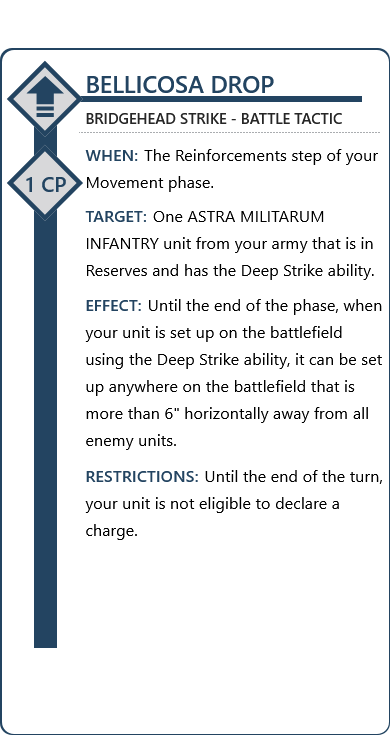 BELLICOSA DROP
BRIDGEHEAD STRIKE - BATTLE TACTIC
1 CP
WHEN: The Reinforcements step of your
Movement phase.
TARGET: One ASTRA MILITARUM
INFANTRY unit from your army that is in
Reserves and has the Deep Strike ability.
EFFECT: Until the end of the phase, when
your unit is set up on the battlefield
using the Deep Strike ability, it can be set
up anywhere on the battlefield that is
more than 6" horizontally away from all
enemy units.
RESTRICTIONS: Until the end of the turn,
your unit is not eligible to declare a
charge.